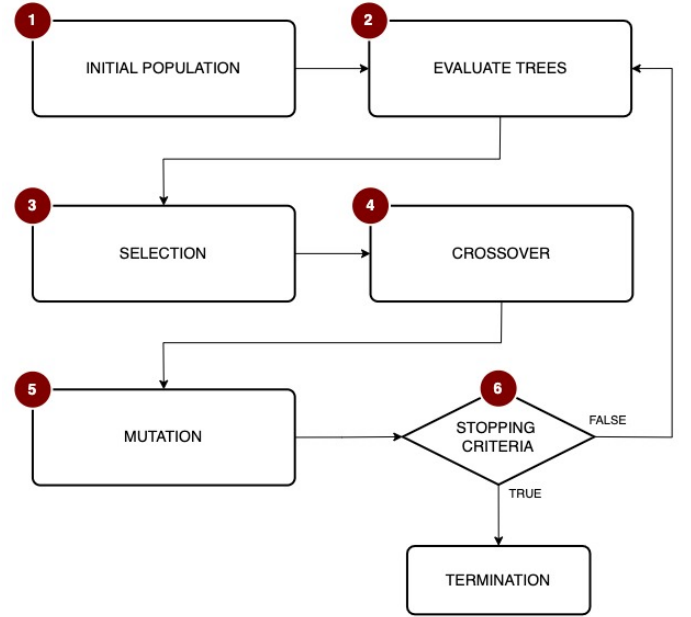 1
INITIAL POPULATION
2
EVALUATE TREES
3
SELECTION
4
CROSSOVER
5
MUTATION
6
STOPPING
CRITERIA
FALSE
TRUE
TERMINATION